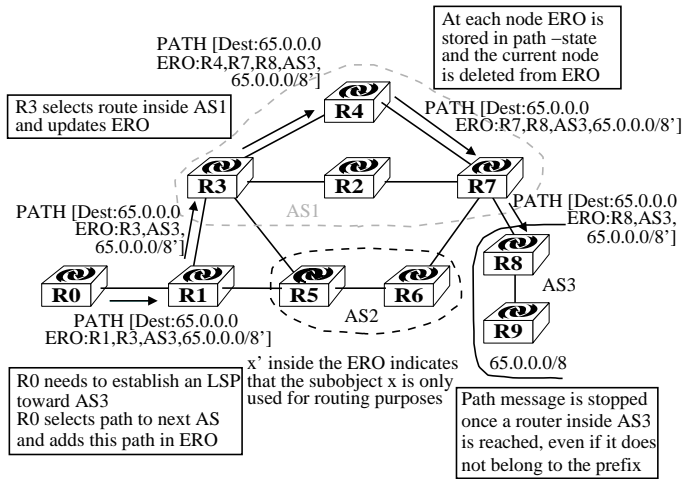 PATH [Dest:65.0.0.0
ERO:R4,R7,R8,AS3,
65.0.0.0/8']
At each node ERO is
stored in path –state
and the current node
is deleted from ERO
R3 selects route inside AS1
and updates ERO
R4
PATH [Dest:65.0.0.0
ERO:R7,R8,AS3,65.0.0.0/8']
R3
R2
R7
PATH [Dest:65.0.0.0
ERO:R3,AS3,
65.0.0.0/8']
AS1
PATH [Dest:65.0.0.0
ERO:R8,AS3,
65.0.0.0/8']
R8
R0
R1
R5
R6
AS3
AS2
R9
PATH [Dest:65.0.0.0
ERO:R1,R3,AS3,65.0.0.0/8']
65.0.0.0/8
R0 needs to establish an LSP
toward AS3
R0 selects path to next AS
and adds this path in ERO
x' inside the ERO indicates
that the subobject x is only
used for routing purposes
Path message is stopped
once a router inside AS3
is reached, even if it does
not belong to the prefix